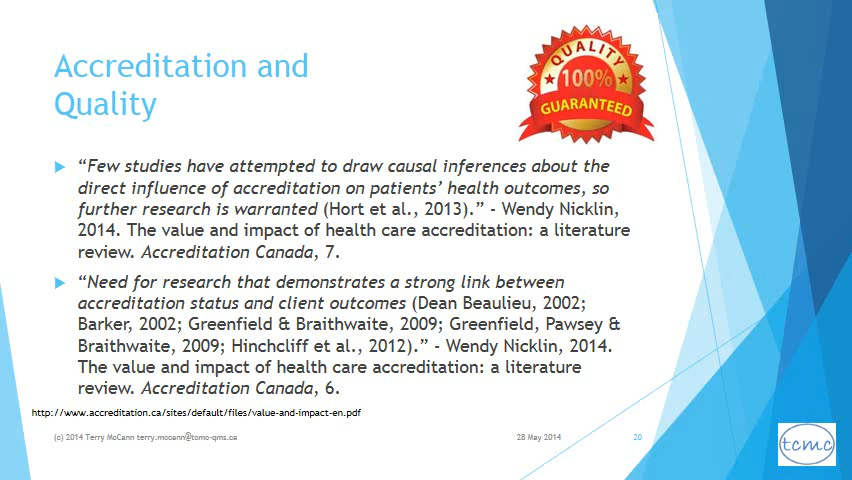 Accreditation and
Quality
QUALITY
100%
GUARANTEED
“Few studies have attempted to draw causal inferences about the
direct influence of accreditation on patients’ health outcomes, so
further research is warranted (Hort et al., 2013).” - Wendy Nicklin,
2014. The value and impact of health care accreditation: a literature
review. Accreditation Canada, 7.
“Need for research that demonstrates a strong link between
accreditation status and client outcomes (Dean Beaulieu, 2002;
Barker, 2002; Greenfield & Braithwaite, 2009; Greenfield, Pawsey &
Braithwaite, 2009; Hinchcliff et al., 2012).” - Wendy Nicklin, 2014.
The value and impact of health care accreditation: a literature
review. Accreditation Canada, 6.
http://www.accreditation.ca/sites/default/files/value-and-impact-en.pdf
(c) 2014 Terry McCann terry.mccann@tcmc-qms.ca
28 May 2014
20
tcmc